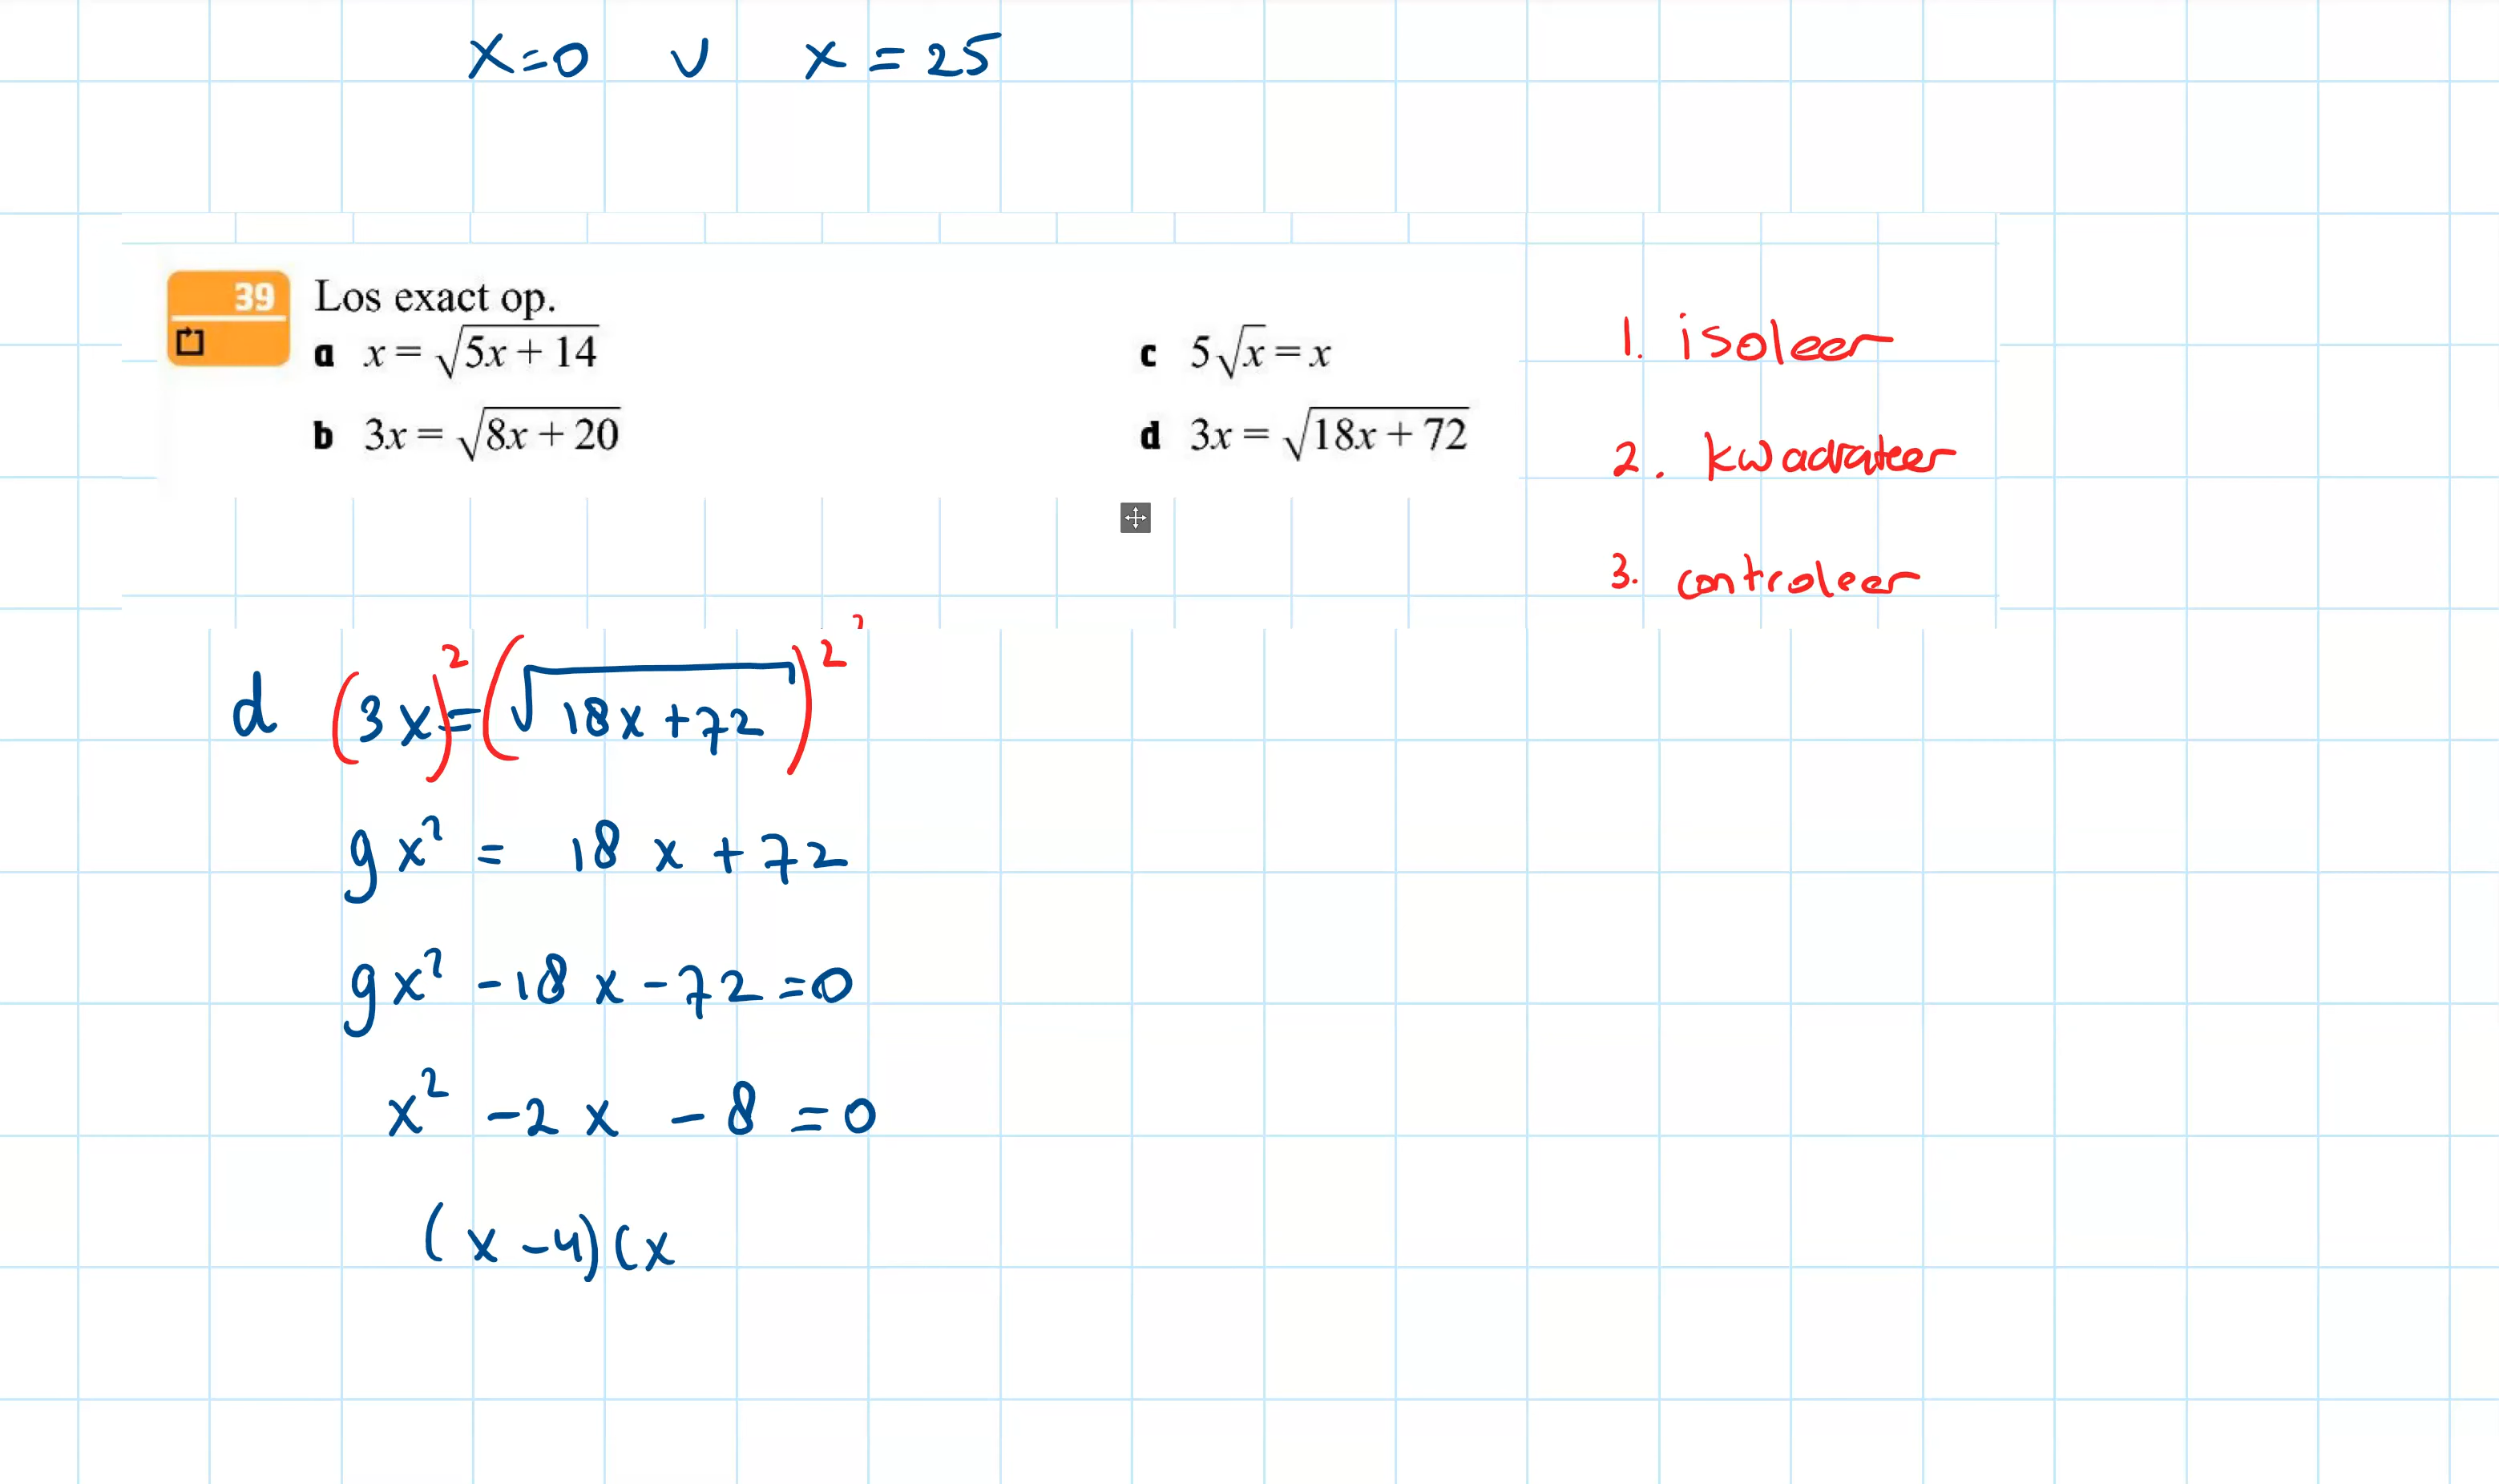 x=0 ∨ x = 25
39 Los exact op.
a x = √(5x + 14)
c 5√x = x
b 3x = √(8x + 20)
d 3x = √(18x + 72)
1. isoleer
2. kwadrateer
3. controleer
d (3x)² = (√(18x+72))²
9x² = 18x + 72
9x² - 18x - 72 = 0
x² - 2x - 8 = 0
(x - 4)(x